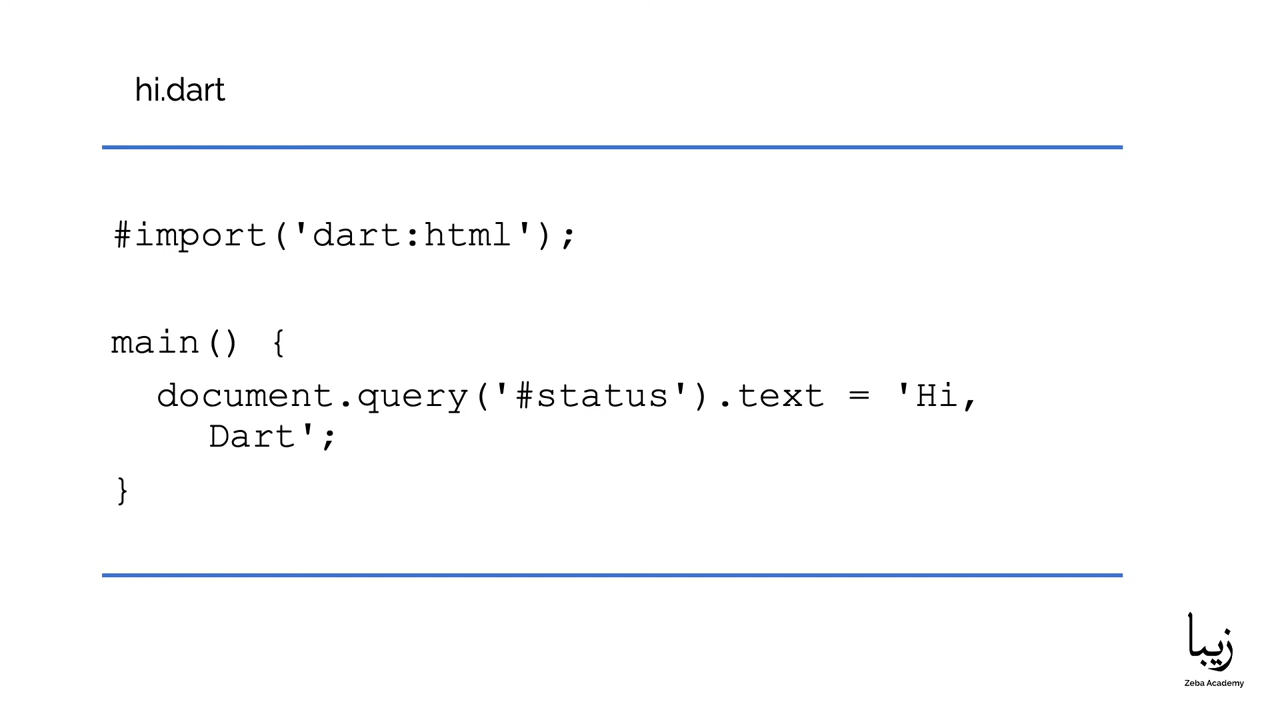 hi.dart
#import('dart:html');
main() {
document.query('#status').text = 'Hi,
Dart';
}
زيبا
Zeba Academy